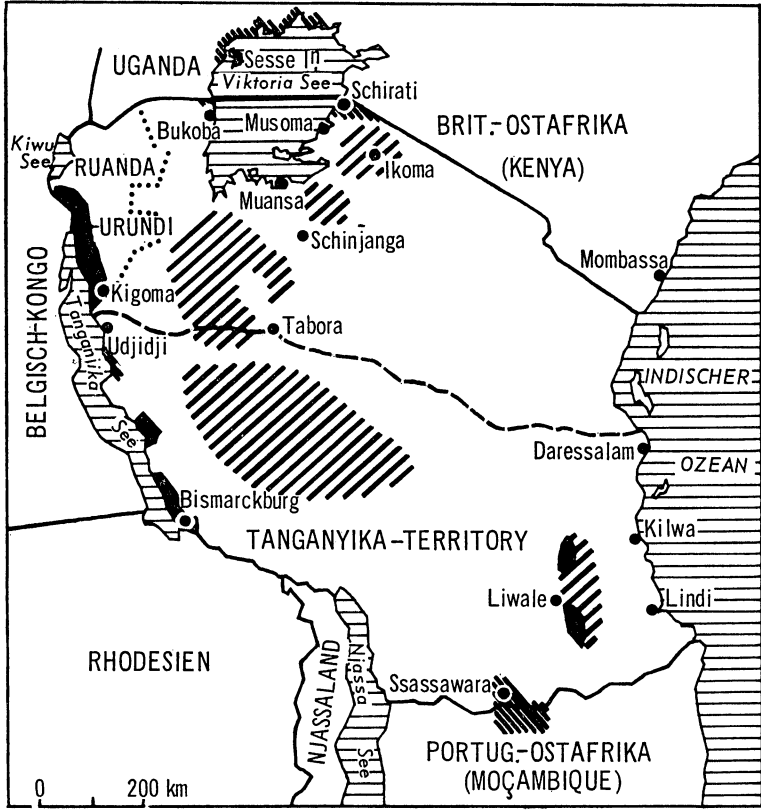 UGANDA
Sesse In
Viktoria See
Schirati
Bukoba
Musoma
BRIT.-OSTAFRIKA
(KENYA)
Kiwu
See
RUANDA
Ikoma
Muansa
URUNDI
Schinjanga
Mombassa
BELGISCH-KONGO
Kigoma
Tanganjika
See
Udjidji
Tabora
INDISCHER
OZEAN
Daressalam
Bismarckburg
TANGANYIKA-TERRITORY
Kilwa
Liwale
Lindi
RHODESIEN
NJASSALAND
Njassa
See
Ssassawara
PORTUG.-OSTAFRIKA
(MOÇAMBIQUE)
0 200 km